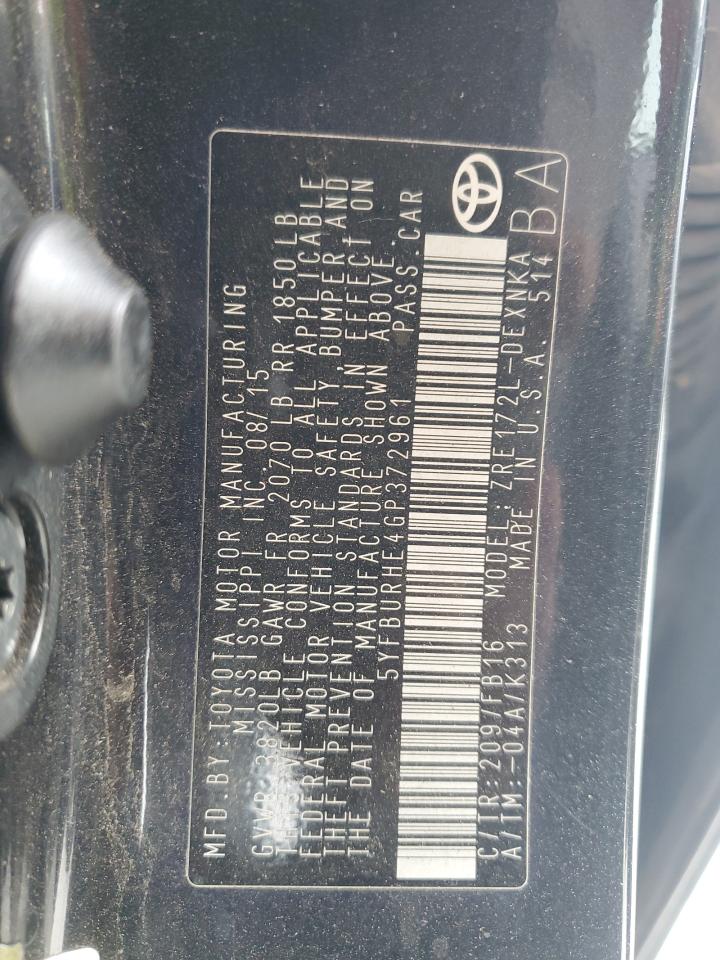 MFD.BY:TOYOTA MOTOR MANUFACTURING
MISSISSIPPI INC. 08/15
GVWR 3820LB GAWR FR 2070 LB RR 1850LB
THIS VEHICLE CONFORMS TO ALL APPLICABLE
FEDERAL MOTOR VEHICLE SAFETY,BUMPER,AND
THEFT PREVENTION STANDARDS IN EFFECT ON
THE DATE OF MANUFACTURE SHOWN ABOVE.
5YFBURHE4GP372961 PASS.CAR
C/TR:209/FB16 MODEL:ZRE172L-DEXNKA
A/TM:-04A/K313 MADE IN U.S.A. 514 BA